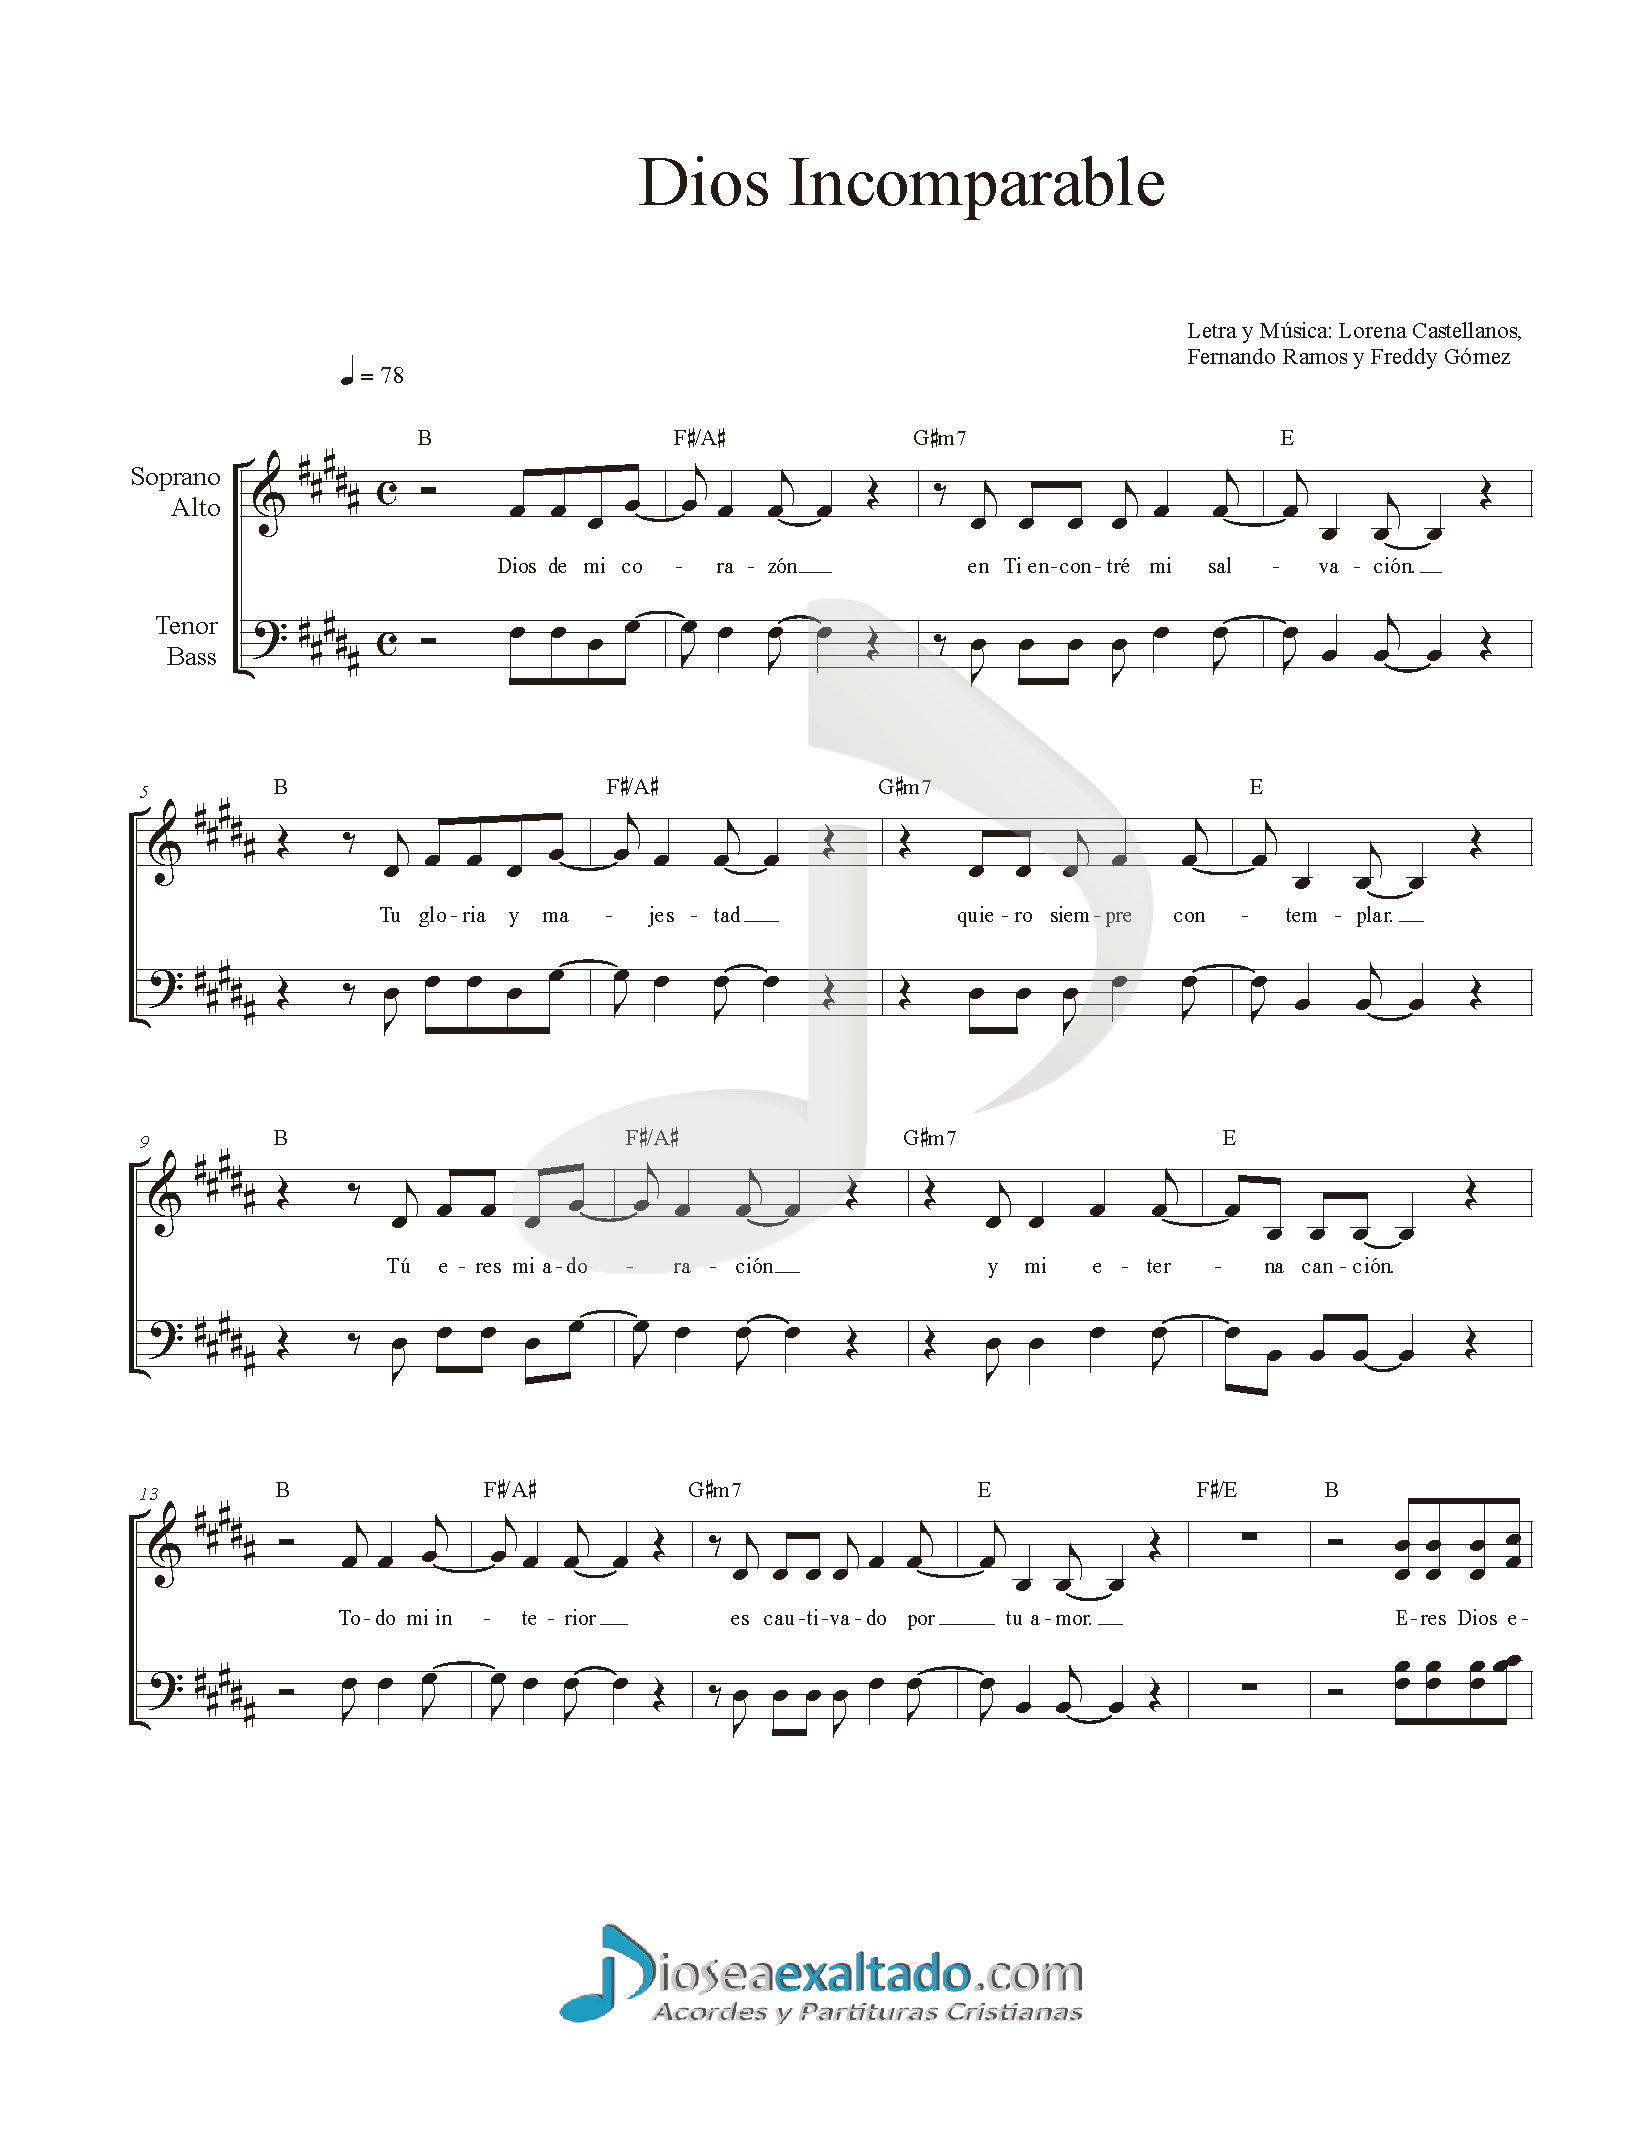 Dios Incomparable
Letra y Música: Lorena Castellanos,
Fernando Ramos y Freddy Gómez
= 78
B F#/A# G#m7 E
Soprano
Alto
Dios de mi co - ra - zón en Ti en-con-tré mi sal - va - ción.
Tenor
Bass
5 B F#/A# G#m7 E
Tu glo-ria y ma - jes - tad quie-ro siem-pre con - tem - plar.
9 B F#/A# G#m7 E
Tú e-res mi a-do - ra - ción y mi e-ter - na can-ción.
13 B F#/A# G#m7 E F#/E B
To-do mi in - te-rior es cau-ti-va-do por tu a-mor. E-res Dios e-
Dioseaexaltado.com
Acordes y Partituras Cristianas